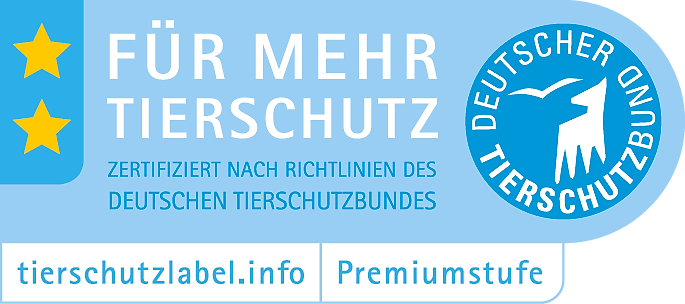 FÜR MEHR
TIERSCHUTZ
ZERTIFIZIERT NACH RICHTLINIEN DES
DEUTSCHEN TIERSCHUTZBUNDES
DEUTSCHER
TIERSCHUTZBUND
tierschutzlabel.info
Premiumstufe